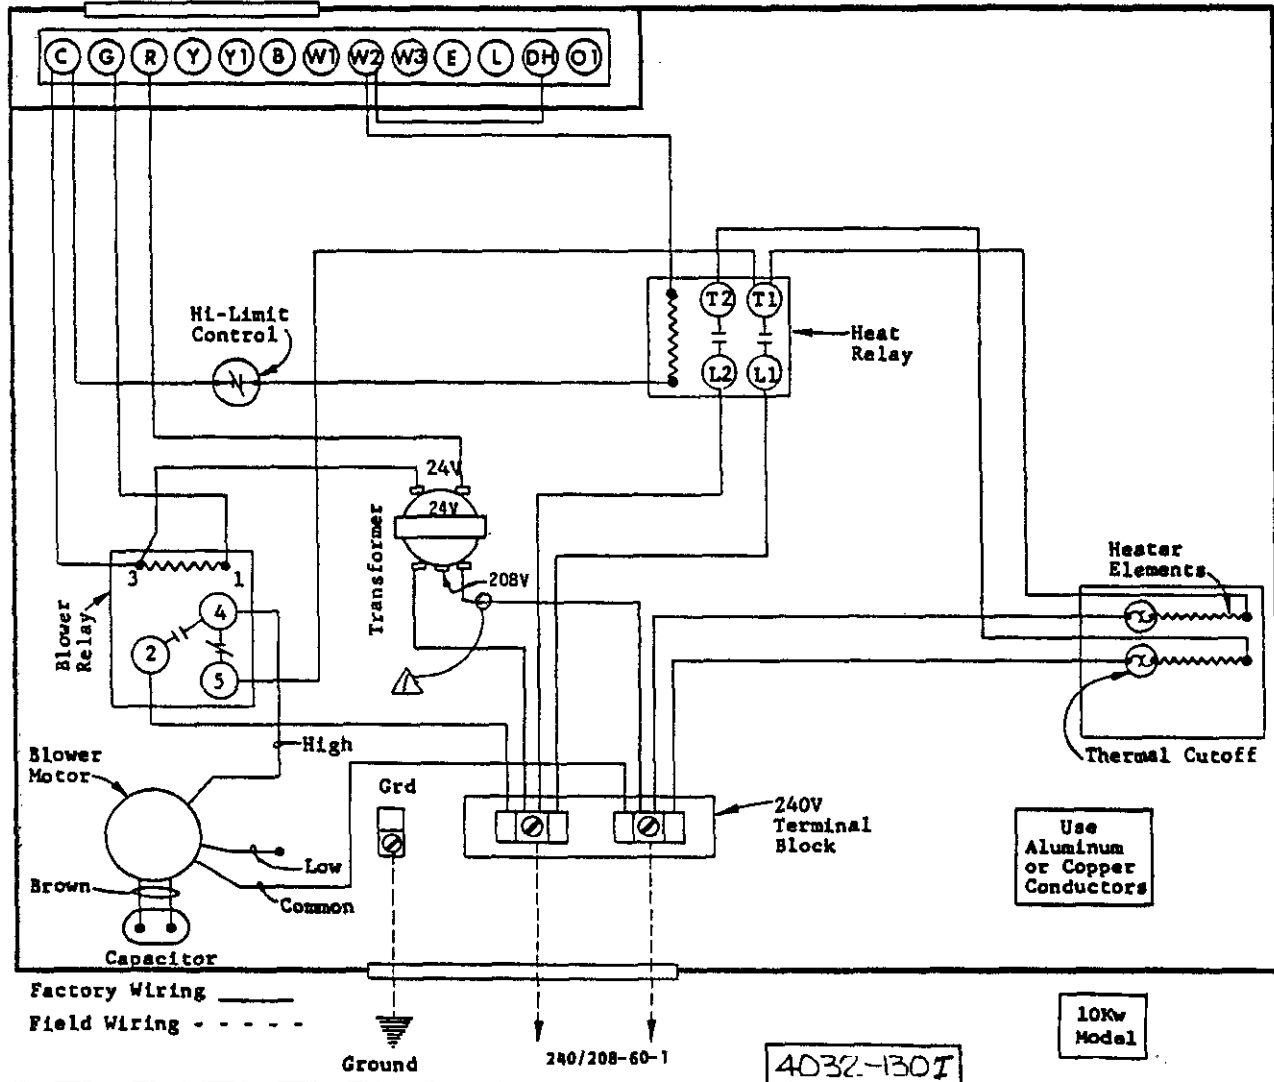 C G R Y Y1 B W1 W2 W3 E L DH O1
Hi-Limit
Control
T2 T1
L2 L1
Heat
Relay
24V
24V
Transformer
208V
Heater
Elements
3 1
4
2
5
Blower
Relay
High
Thermal Cutoff
Blower
Motor
Grd
240V
Terminal
Block
Use
Aluminum
or Copper
Conductors
Low
Brown
Common
Capacitor
Factory Wiring
Field Wiring - - - - -
Ground
240/208-60-1
10Kw
Model
4032-130I